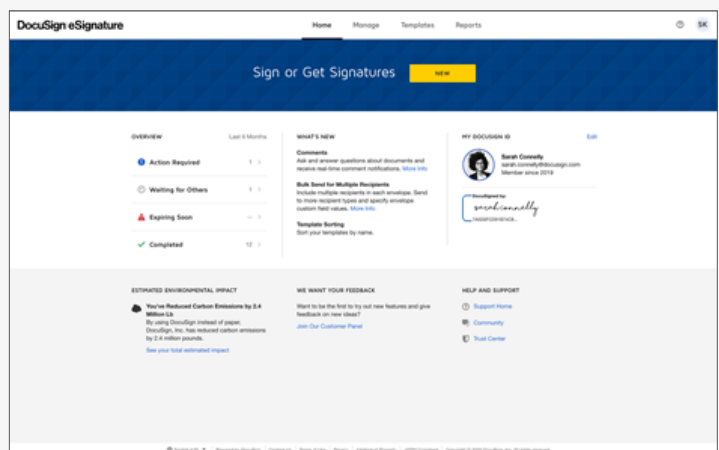 DocuSign eSignature
Home Manage Templates Reports
SK
Sign or Get Signatures NEW
OVERVIEW Last 6 Months
Action Required 1
Waiting for Others 1
Expiring Soon --
Completed 12
WHAT'S NEW
Comments
Ask and answer questions about documents and
receive real-time comment notifications. More Info
Bulk Send for Multiple Recipients
Include multiple recipients in each envelope. Send
to more recipient types and specify envelope
custom field values. More Info
Template Sorting
Sort your templates by name.
MY DOCUSIGN ID Edit
Sarah Connelly
sarah.connelly@docusign.com
Member since 2019
DocuSigned by:
sarah connelly
ESTIMATED ENVIRONMENTAL IMPACT
You've Reduced Carbon Emissions by 2.4
Million Lb
By using DocuSign instead of paper,
DocuSign, Inc. has reduced carbon emissions
by 2.4 million pounds.
See your total estimated impact
WE WANT YOUR FEEDBACK
Want to be the first to try out new features and give
feedback on new ideas?
Join Our Customer Panel
HELP AND SUPPORT
Support Home
Community
Trust Center